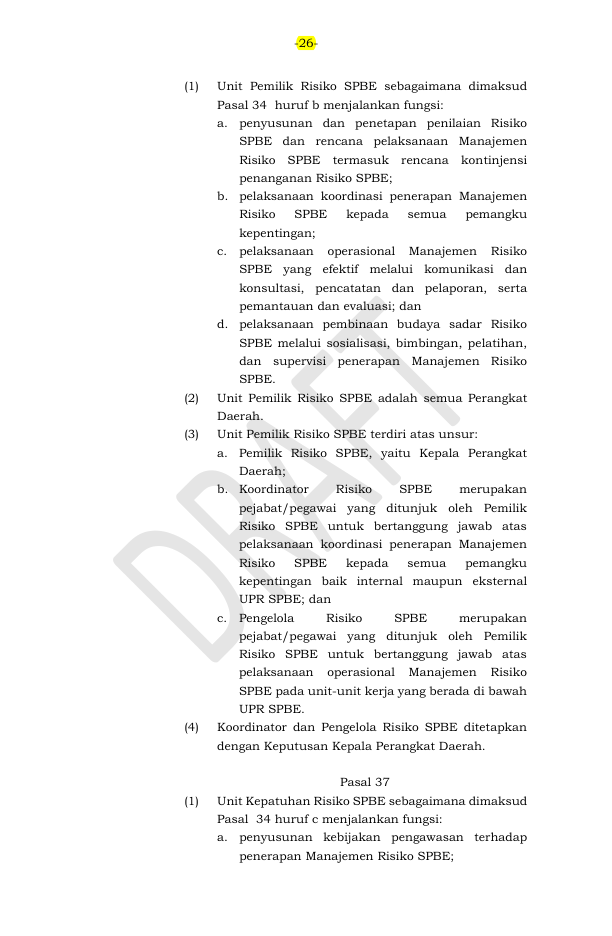 -26-
(1) Unit Pemilik Risiko SPBE sebagaimana dimaksud
Pasal 34 huruf b menjalankan fungsi:
a. penyusunan dan penetapan penilaian Risiko
SPBE dan rencana pelaksanaan Manajemen
Risiko SPBE termasuk rencana kontinjensi
penanganan Risiko SPBE;
b. pelaksanaan koordinasi penerapan Manajemen
Risiko SPBE kepada semua pemangku
kepentingan;
c. pelaksanaan operasional Manajemen Risiko
SPBE yang efektif melalui komunikasi dan
konsultasi, pencatatan dan pelaporan, serta
pemantauan dan evaluasi; dan
d. pelaksanaan pembinaan budaya sadar Risiko
SPBE melalui sosialisasi, bimbingan, pelatihan,
dan supervisi penerapan Manajemen Risiko
SPBE.
(2) Unit Pemilik Risiko SPBE adalah semua Perangkat
Daerah.
(3) Unit Pemilik Risiko SPBE terdiri atas unsur:
a. Pemilik Risiko SPBE, yaitu Kepala Perangkat
Daerah;
b. Koordinator Risiko SPBE merupakan
pejabat/pegawai yang ditunjuk oleh Pemilik
Risiko SPBE untuk bertanggung jawab atas
pelaksanaan koordinasi penerapan Manajemen
Risiko SPBE kepada semua pemangku
kepentingan baik internal maupun eksternal
UPR SPBE; dan
c. Pengelola Risiko SPBE merupakan
pejabat/pegawai yang ditunjuk oleh Pemilik
Risiko SPBE untuk bertanggung jawab atas
pelaksanaan operasional Manajemen Risiko
SPBE pada unit-unit kerja yang berada di bawah
UPR SPBE.
(4) Koordinator dan Pengelola Risiko SPBE ditetapkan
dengan Keputusan Kepala Perangkat Daerah.
Pasal 37
(1) Unit Kepatuhan Risiko SPBE sebagaimana dimaksud
Pasal 34 huruf c menjalankan fungsi:
a. penyusunan kebijakan pengawasan terhadap
penerapan Manajemen Risiko SPBE;
DRAFT